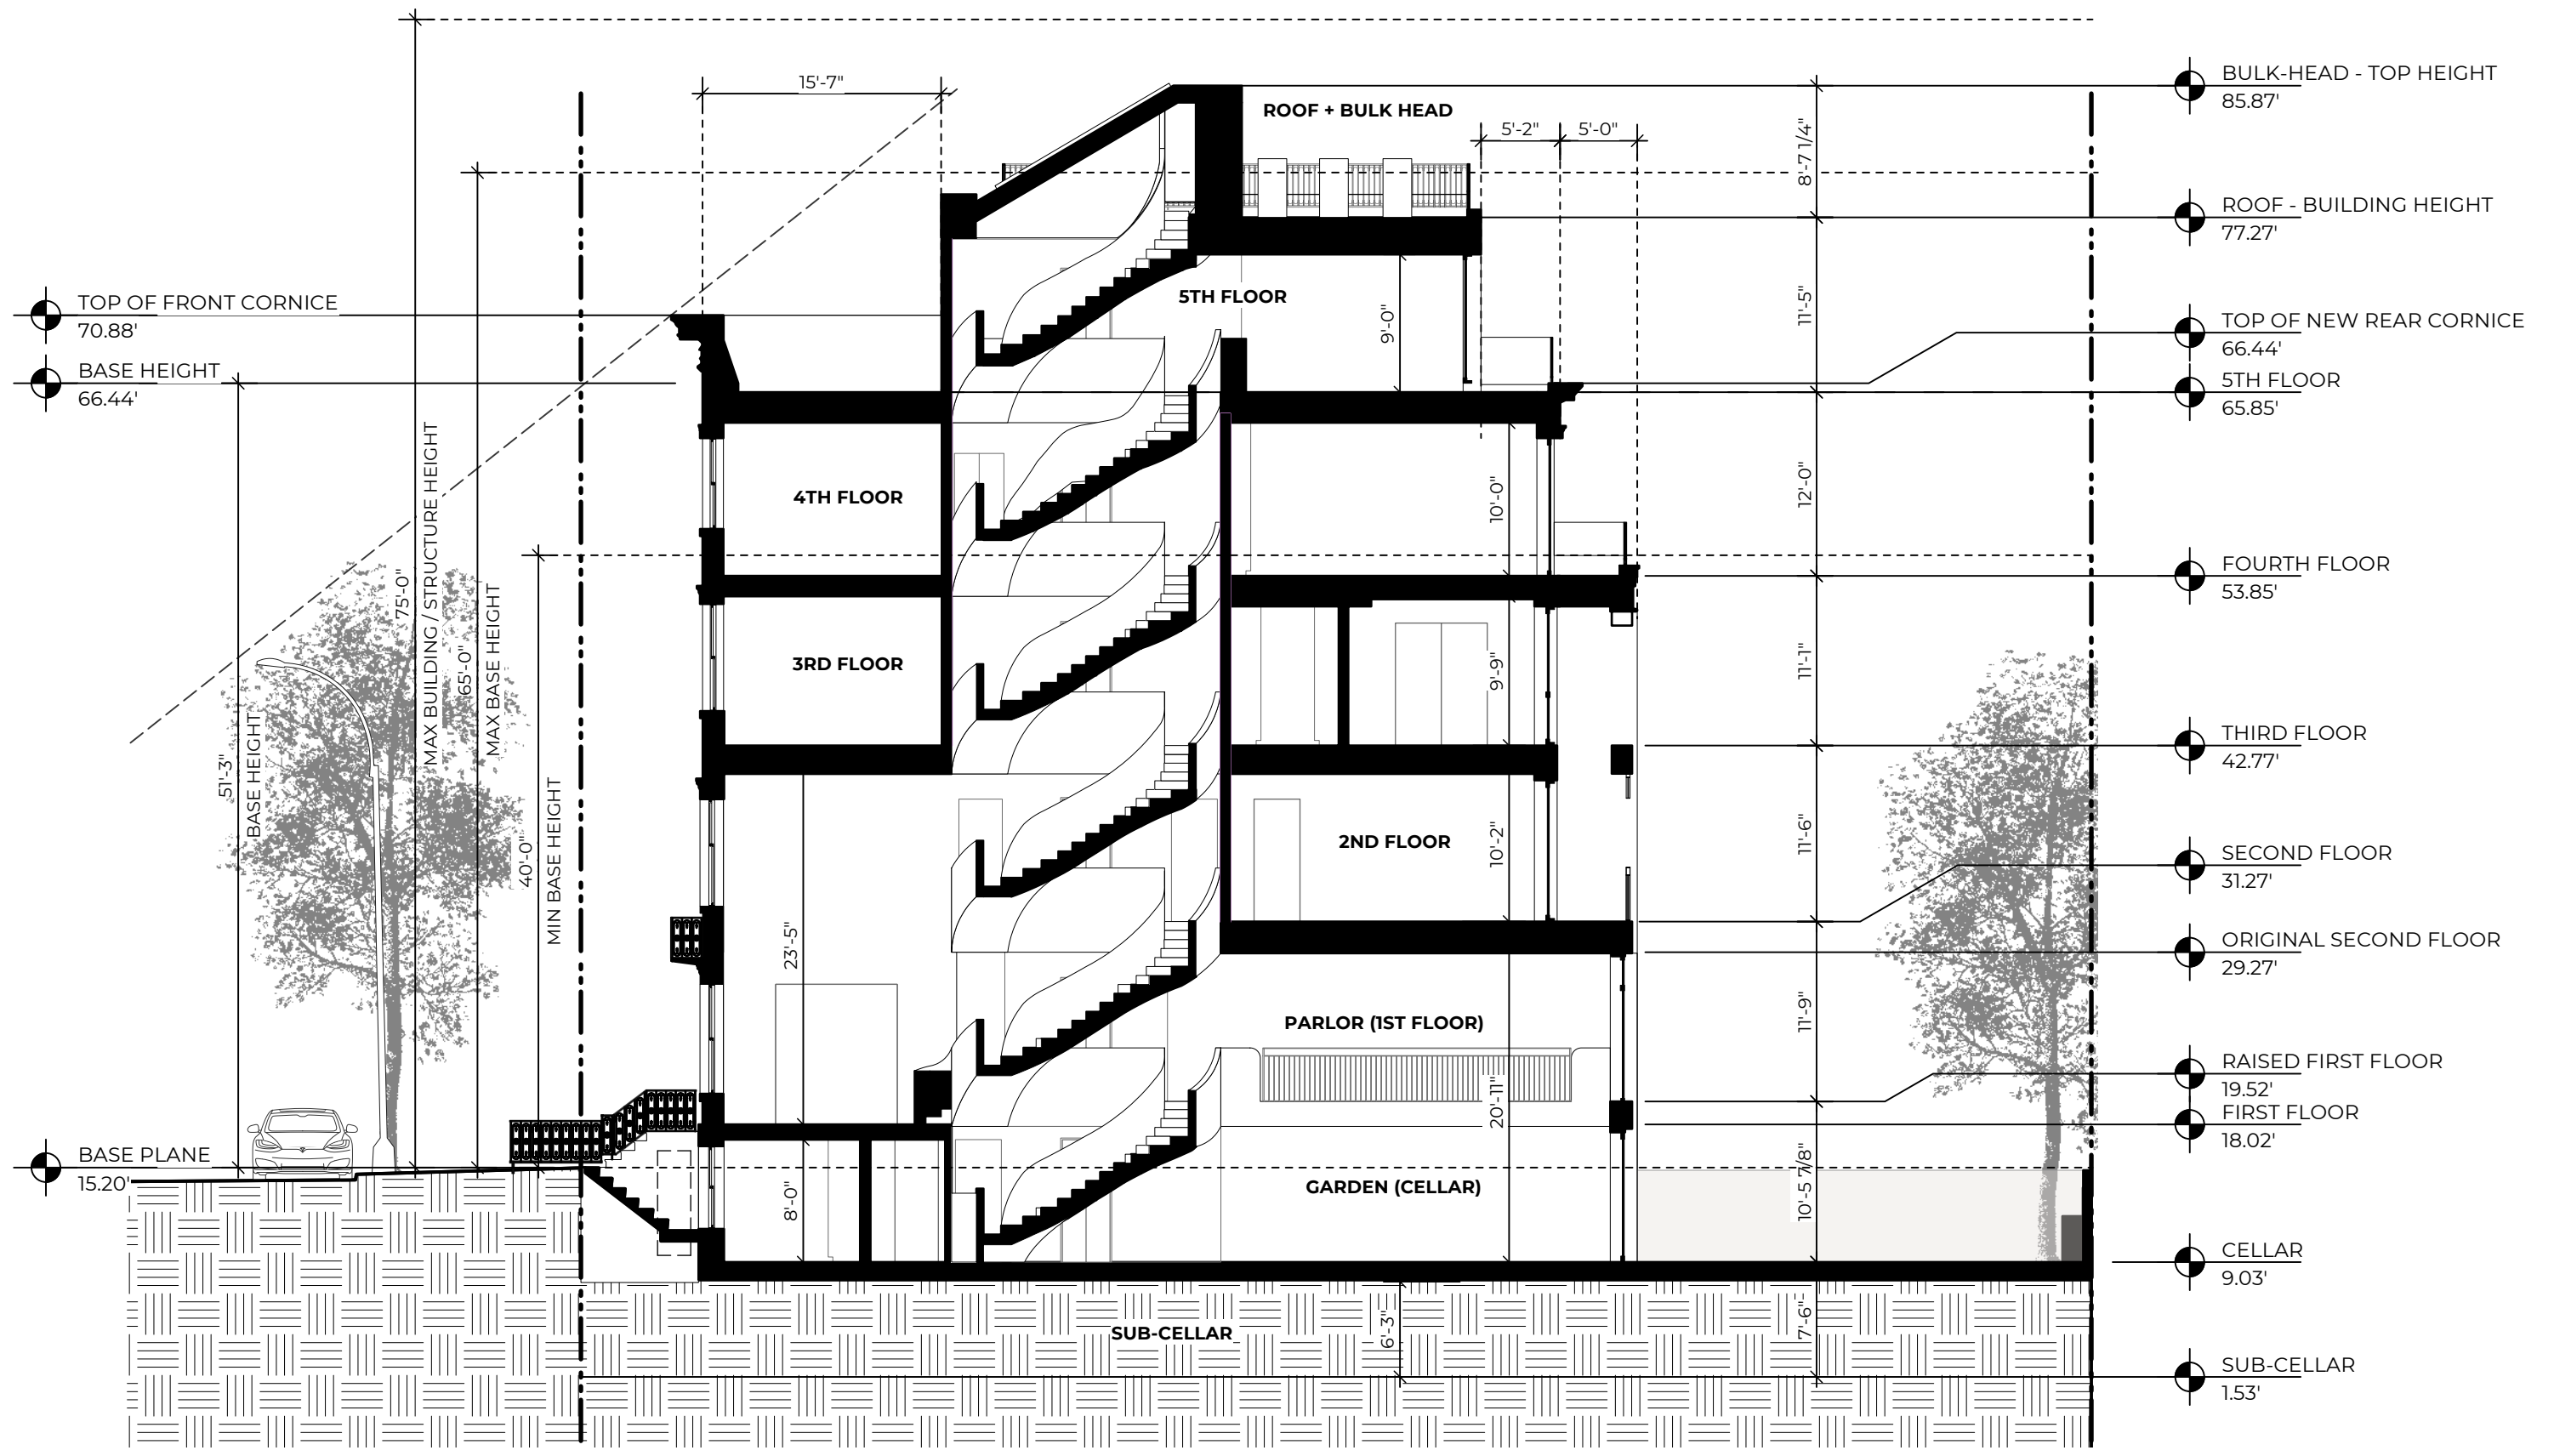 BULK-HEAD - TOP HEIGHT
85.87'
15'-7"
ROOF + BULK HEAD
5'-2"
5'-0"
8'-7 1/4"
ROOF - BUILDING HEIGHT
77.27'
TOP OF FRONT CORNICE
70.88'
5TH FLOOR
9'-0"
11'-5"
TOP OF NEW REAR CORNICE
66.44'
BASE HEIGHT
66.44'
5TH FLOOR
65.85'
4TH FLOOR
10'-0"
12'-0"
FOURTH FLOOR
53.85'
75'-0"
MAX BUILDING / STRUCTURE HEIGHT
65'-0"
MAX BASE HEIGHT
3RD FLOOR
9'-9"
11'-1"
THIRD FLOOR
42.77'
51'-3"
BASE HEIGHT
40'-0"
MIN BASE HEIGHT
2ND FLOOR
10'-2"
11'-6"
SECOND FLOOR
31.27'
23'-5"
ORIGINAL SECOND FLOOR
29.27'
PARLOR (1ST FLOOR)
11'-9"
RAISED FIRST FLOOR
19.52'
20'-11"
FIRST FLOOR
18.02'
BASE PLANE
15.20'
8'-0"
GARDEN (CELLAR)
10'-5 7/8"
CELLAR
9.03'
SUB-CELLAR
6'-3"
7'-6"
SUB-CELLAR
1.53'